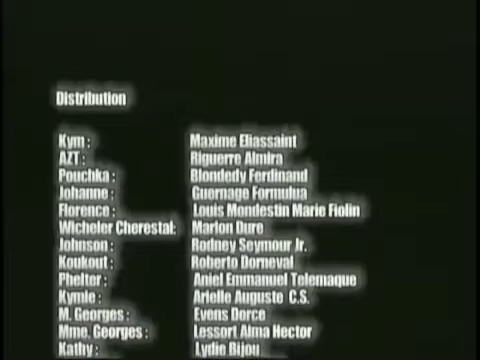 Distribution
Kym : Maxime Eliassaint
AZT : Riguerre Almira
Pouchka : Blondedy Ferdinand
Johanne : Guernage Formulua
Florence : Louis Mondestin Marie Fiolin
Wicheler Cherestal: Marlon Dure
Johnson : Rodney Seymour Jr.
Koukout : Roberto Dorneval
Phelter : Aniel Emmanuel Telemaque
Kymie : Arielle Auguste C.S.
M. Georges : Evens Dorce
Mme. Georges : Lessort Alma Hector
Kathy : Lydie Bijou